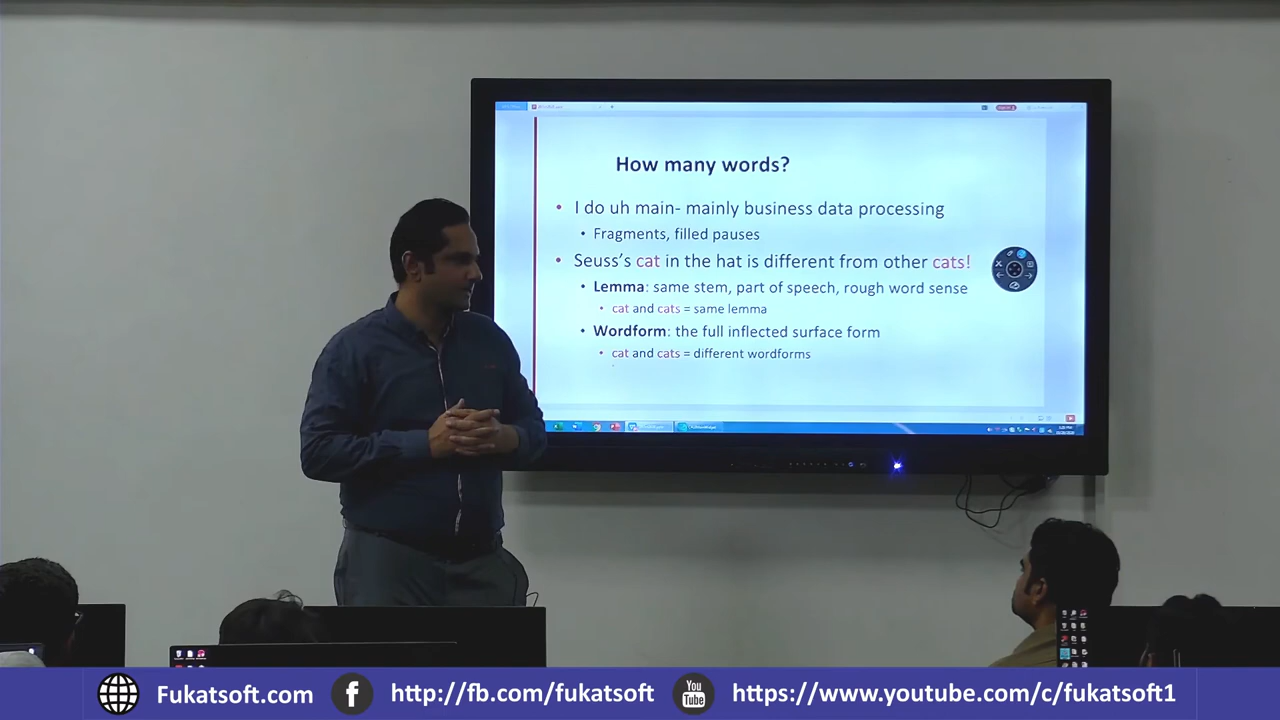 How many words?
• I do uh main- mainly business data processing
• Fragments, filled pauses
• Seuss's cat in the hat is different from other cats!
• Lemma: same stem, part of speech, rough word sense
• cat and cats = same lemma
• Wordform: the full inflected surface form
• cat and cats = different wordforms
Fukatsoft.com
f
http://fb.com/fukatsoft
You
Tube
https://www.youtube.com/c/fukatsoft1